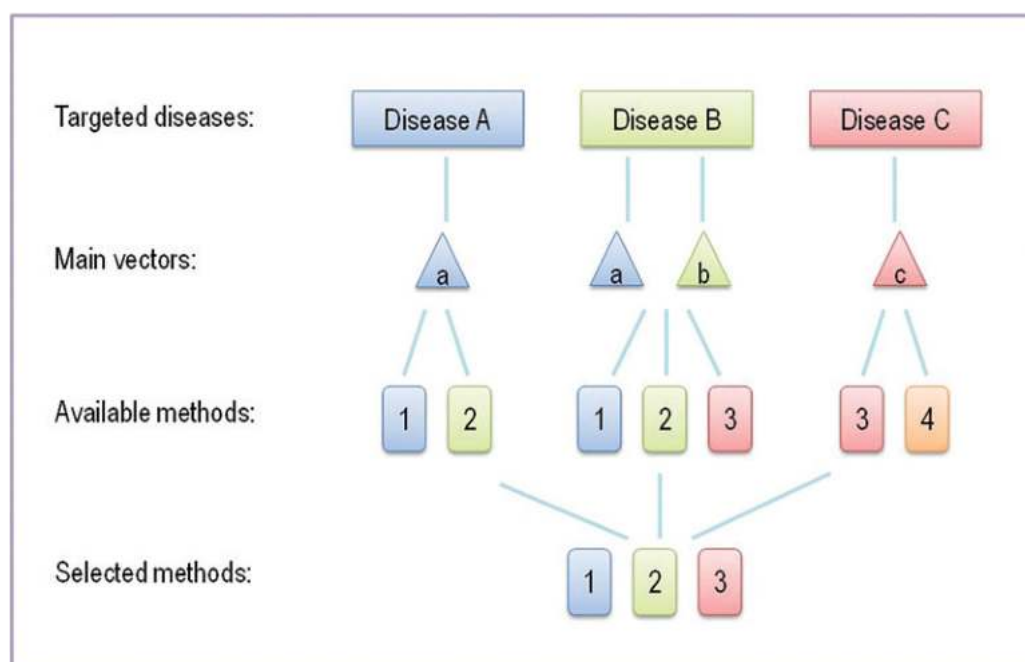 Targeted diseases: Disease A Disease B Disease C
Main vectors: a a b c
Available methods: 1 2 1 2 3 3 4
Selected methods: 1 2 3